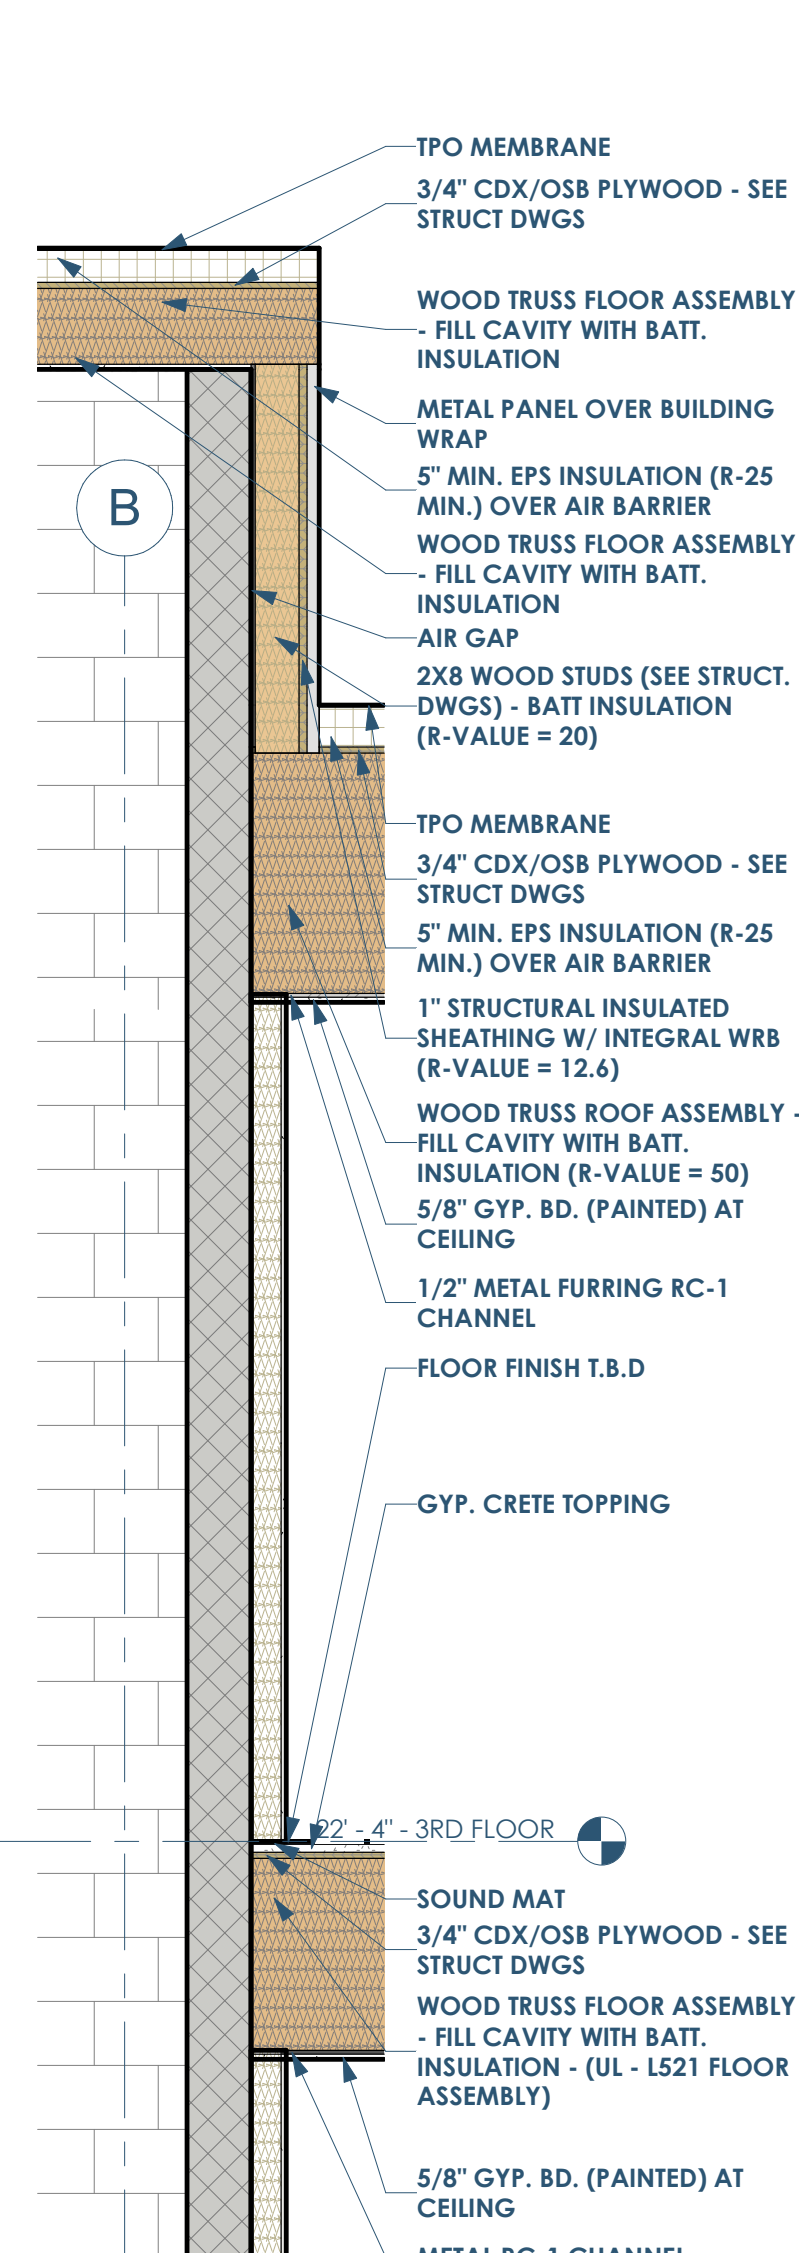 TPO MEMBRANE
3/4" CDX/OSB PLYWOOD - SEE
STRUCT DWGS
WOOD TRUSS FLOOR ASSEMBLY
- FILL CAVITY WITH BATT.
INSULATION
METAL PANEL OVER BUILDING
WRAP
5" MIN. EPS INSULATION (R-25
MIN.) OVER AIR BARRIER
B
WOOD TRUSS FLOOR ASSEMBLY
- FILL CAVITY WITH BATT.
INSULATION
AIR GAP
2X8 WOOD STUDS (SEE STRUCT.
DWGS) - BATT INSULATION
(R-VALUE = 20)
TPO MEMBRANE
3/4" CDX/OSB PLYWOOD - SEE
STRUCT DWGS
5" MIN. EPS INSULATION (R-25
MIN.) OVER AIR BARRIER
1" STRUCTURAL INSULATED
SHEATHING W/ INTEGRAL WRB
(R-VALUE = 12.6)
WOOD TRUSS ROOF ASSEMBLY -
FILL CAVITY WITH BATT.
INSULATION (R-VALUE = 50)
5/8" GYP. BD. (PAINTED) AT
CEILING
1/2" METAL FURRING RC-1
CHANNEL
FLOOR FINISH T.B.D
GYP. CRETE TOPPING
22' - 4" - 3RD FLOOR
SOUND MAT
3/4" CDX/OSB PLYWOOD - SEE
STRUCT DWGS
WOOD TRUSS FLOOR ASSEMBLY
- FILL CAVITY WITH BATT.
INSULATION - (UL - L521 FLOOR
ASSEMBLY)
5/8" GYP. BD. (PAINTED) AT
CEILING
METAL RC-1 CHANNEL